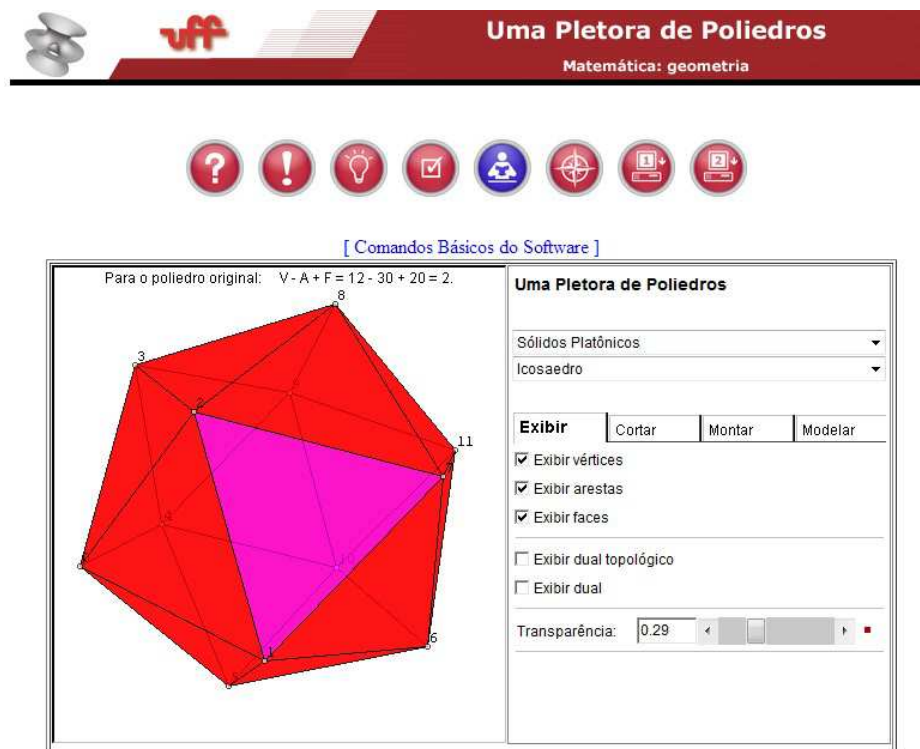 uff
Uma Pletora de Poliedros
Matemática: geometria
? ! 1 2
[ Comandos Básicos do Software ]
Para o poliedro original: V - A + F = 12 - 30 + 20 = 2.
8
3
2
11
1
6
Uma Pletora de Poliedros
Sólidos Platônicos
Icosaedro
Exibir Cortar Montar Modelar
Exibir vértices
Exibir arestas
Exibir faces
Exibir dual topológico
Exibir dual
Transparência: 0.29